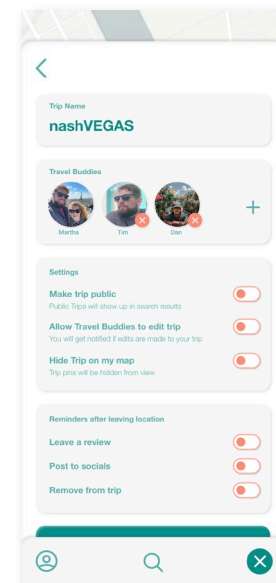 Trip Name
nashVEGAS
Travel Buddies
Martha
Tim
Dan
Settings
Make trip public
Public Trips will show up in search results
Allow Travel Buddies to edit trip
You will get notified if edits are made to your trip
Hide Trip on my map
Trip pins will be hidden from view
Reminders after leaving location
Leave a review
Post to socials
Remove from trip